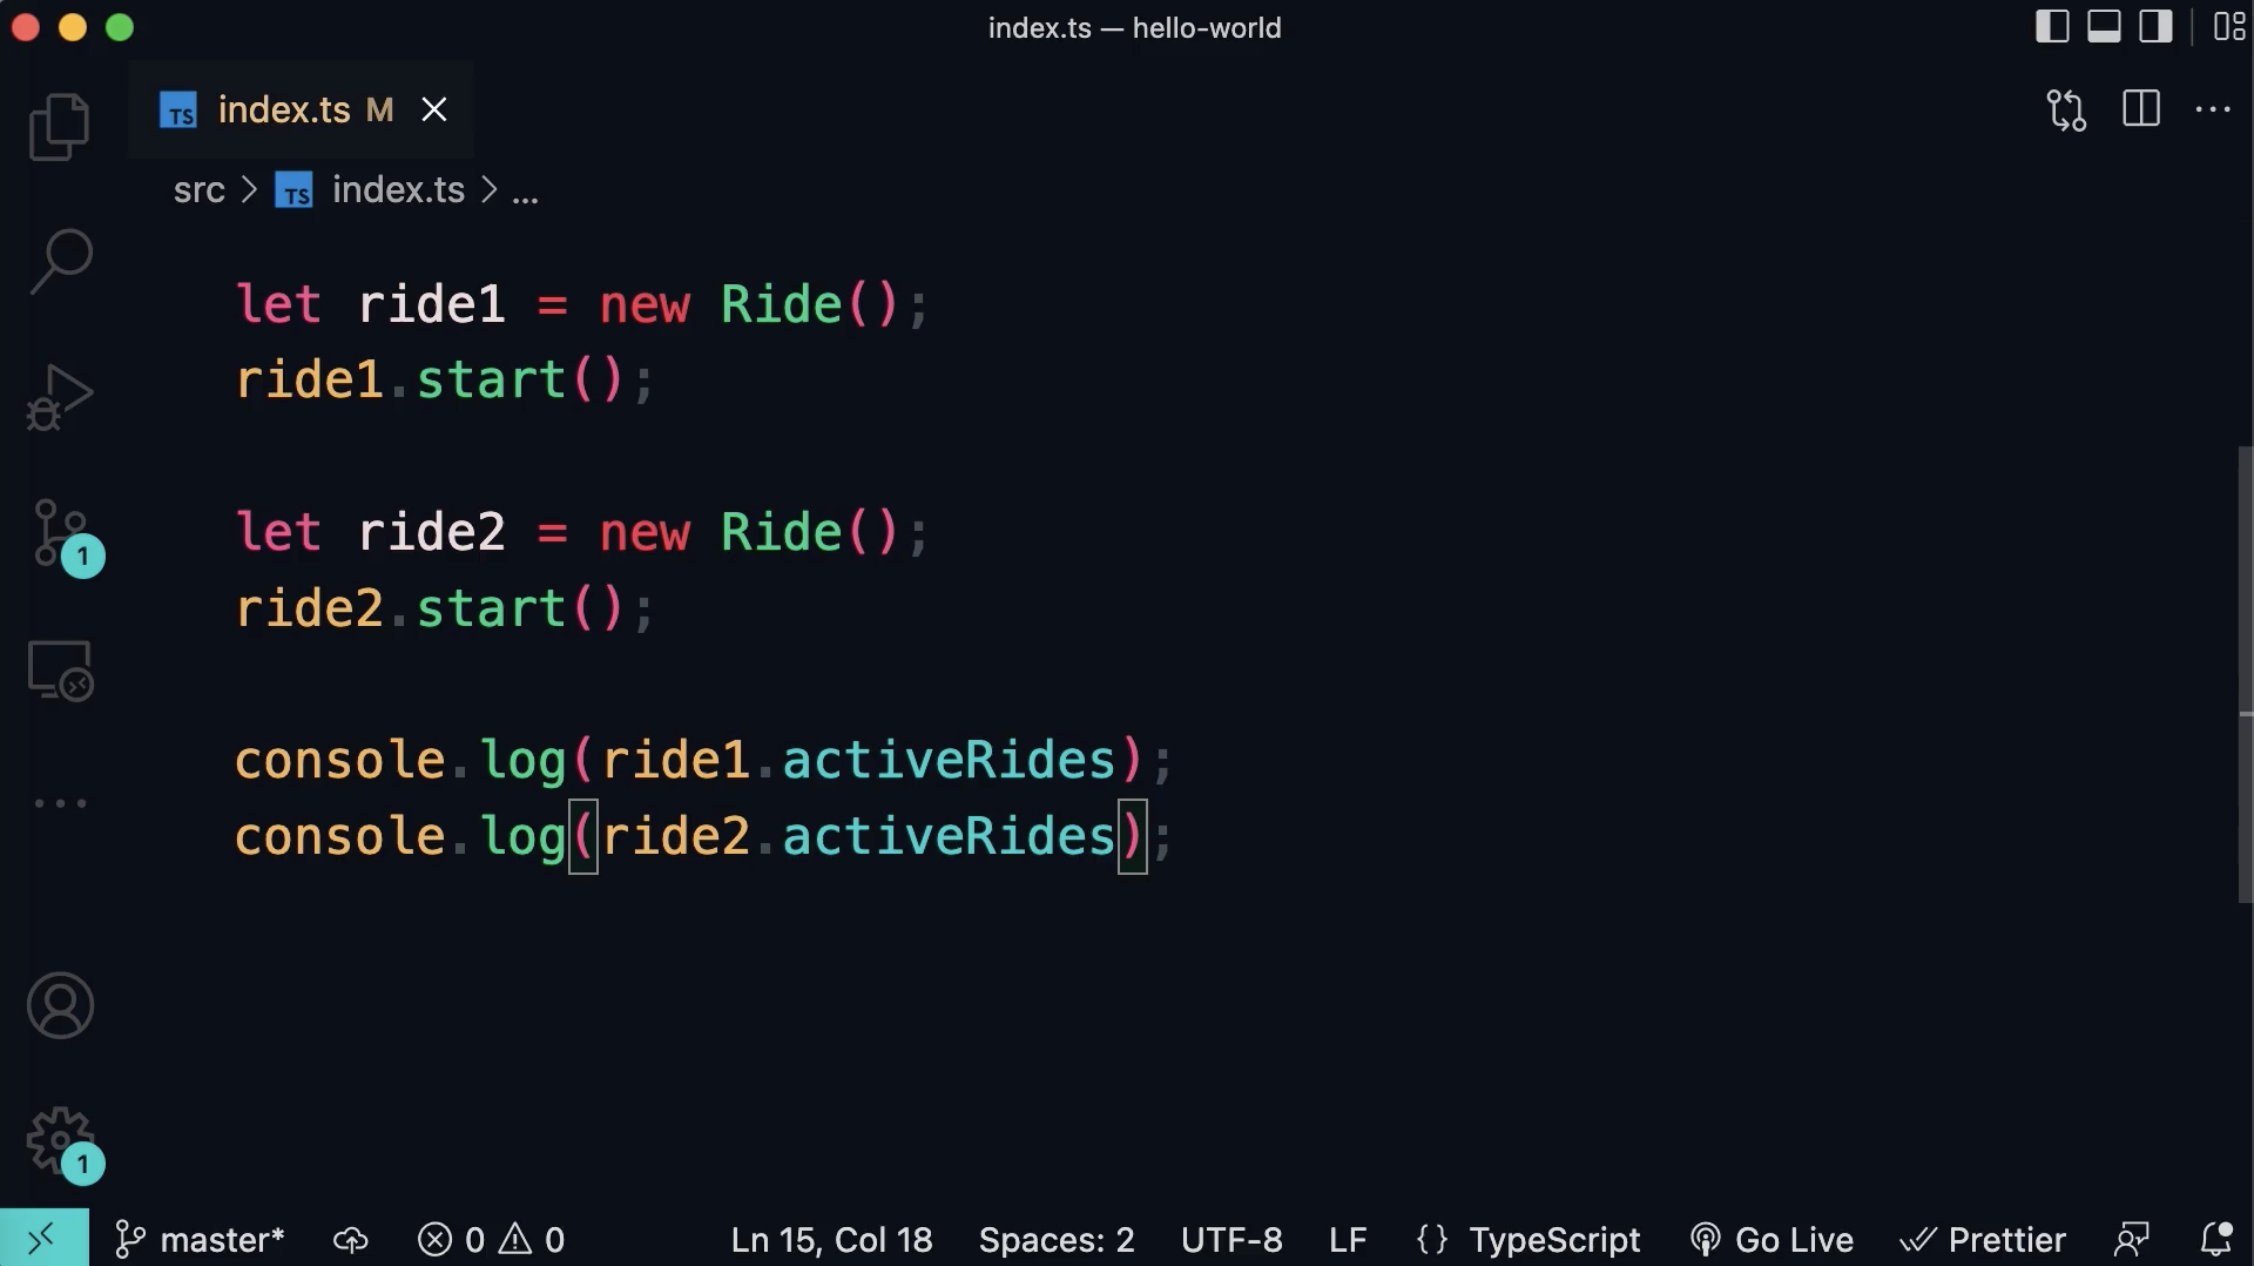 index.ts — hello-world
TS index.ts M
src > TS index.ts > ...
let ride1 = new Ride();
ride1.start();
let ride2 = new Ride();
ride2.start();
console.log(ride1.activeRides);
console.log(ride2.activeRides);
1
1
master* 0 0 Ln 15, Col 18 Spaces: 2 UTF-8 LF {} TypeScript Go Live Prettier